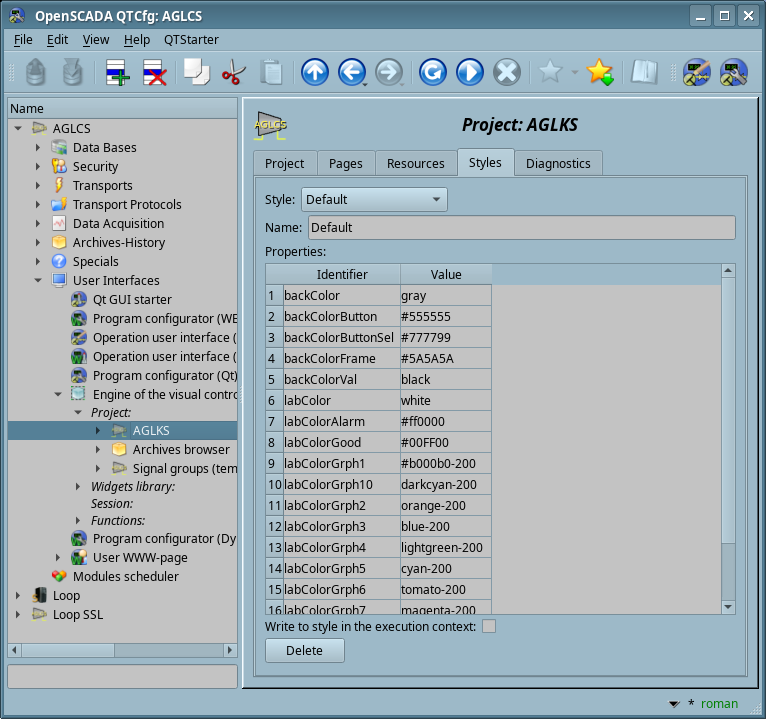 OpenSCADA QTCfg: AGLCS
File Edit View Help QTStarter
Name
AGLCS
Data Bases
Security
Transports
Transport Protocols
Data Acquisition
Archives-History
Specials
User Interfaces
Qt GUI starter
Program configurator (WE
Operation user interface (
Operation user interface (
Program configurator (Qt)
Engine of the visual contro
Project:
AGLKS
Archives browser
Signal groups (tem
Widgets library:
Session:
Functions:
Program configurator (Dy
User WWW-page
Modules scheduler
Loop
Loop SSL
AGLCS
Project: AGLKS
Project Pages Resources Styles Diagnostics
Style: Default
Name: Default
Properties:
Identifier Value
1 backColor gray
2 backColorButton #555555
3 backColorButtonSel #777799
4 backColorFrame #5A5A5A
5 backColorVal black
6 labColor white
7 labColorAlarm #ff0000
8 labColorGood #00FF00
9 labColorGrph1 #b000b0-200
10 labColorGrph10 darkcyan-200
11 labColorGrph2 orange-200
12 labColorGrph3 blue-200
13 labColorGrph4 lightgreen-200
14 labColorGrph5 cyan-200
15 labColorGrph6 tomato-200
16 labColorGrph7 magenta-200
Write to style in the execution context:
Delete
* roman